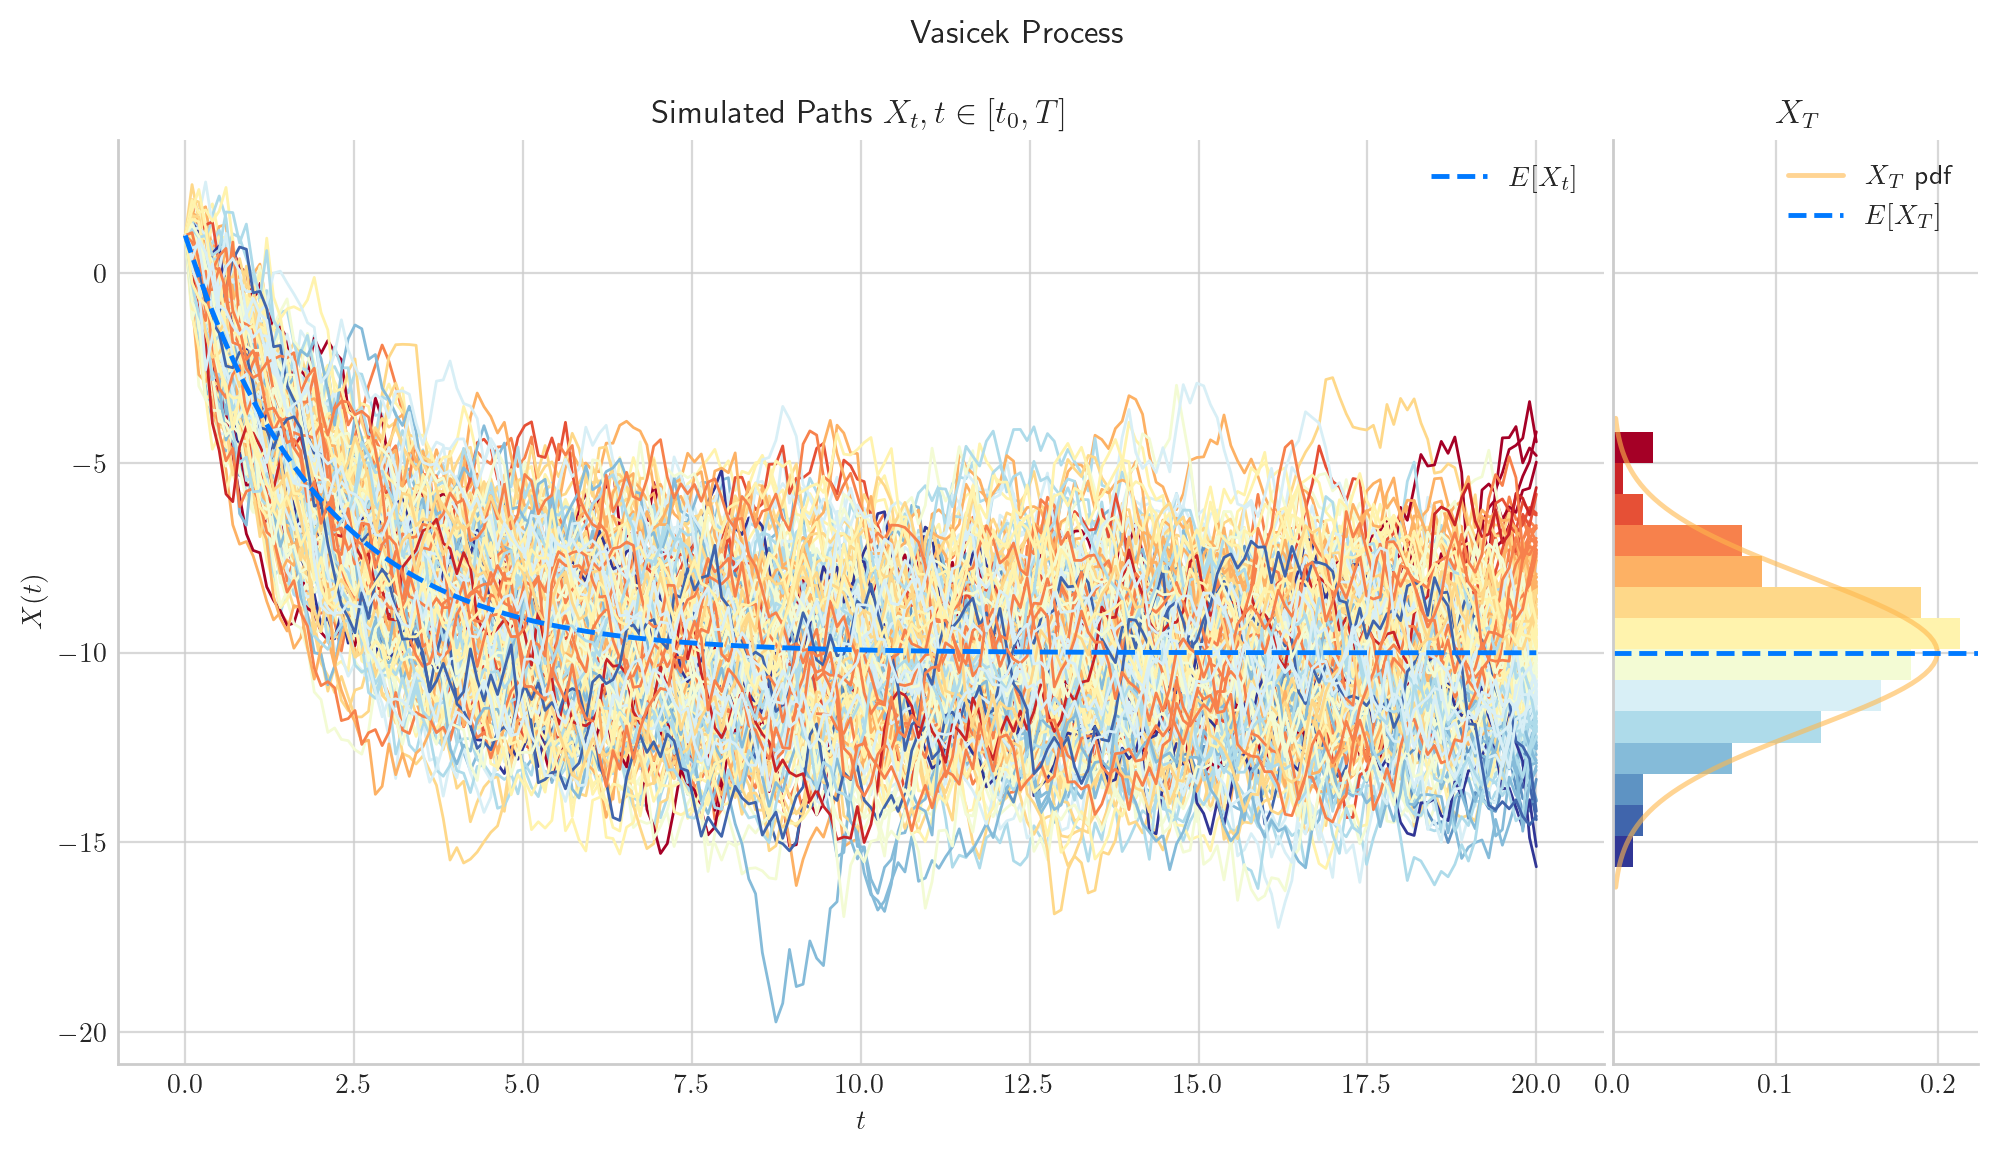 Vasicek Process
Simulated Paths $X_t, t \in [t_0, T]$
$X_T$
$E[X_t]$
$X_T$ pdf
$E[X_T]$
$X(t)$
0
−5
−10
−15
−20
0.0 2.5 5.0 7.5 10.0 12.5 15.0 17.5 20.0
0.0 0.1 0.2
$t$